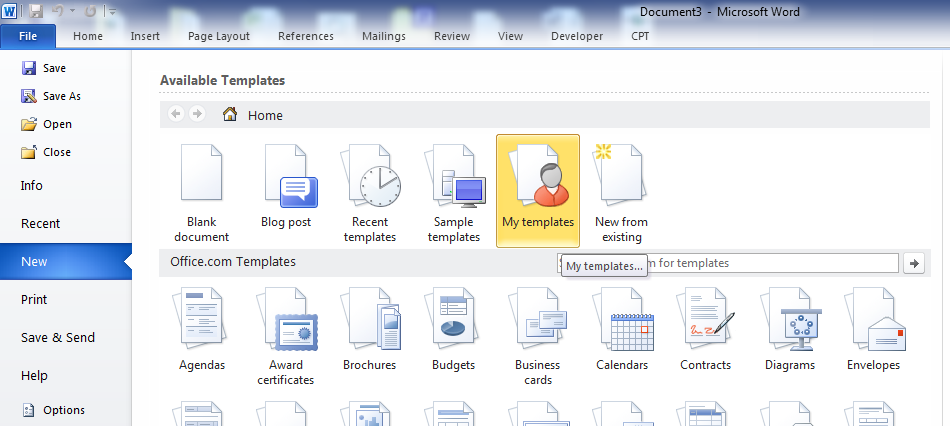 Document3 - Microsoft Word
File Home Insert Page Layout References Mailings Review View Developer CPT
Save
Save As
Open
Close
Info
Recent
New
Print
Save & Send
Help
Options
Available Templates
Home
Blank
document
Blog post
Recent
templates
Sample
templates
My templates
New from
existing
Office.com Templates
for templates
My templates...
Agendas
Award
certificates
Brochures
Budgets
Business
cards
Calendars
Contracts
Diagrams
Envelopes